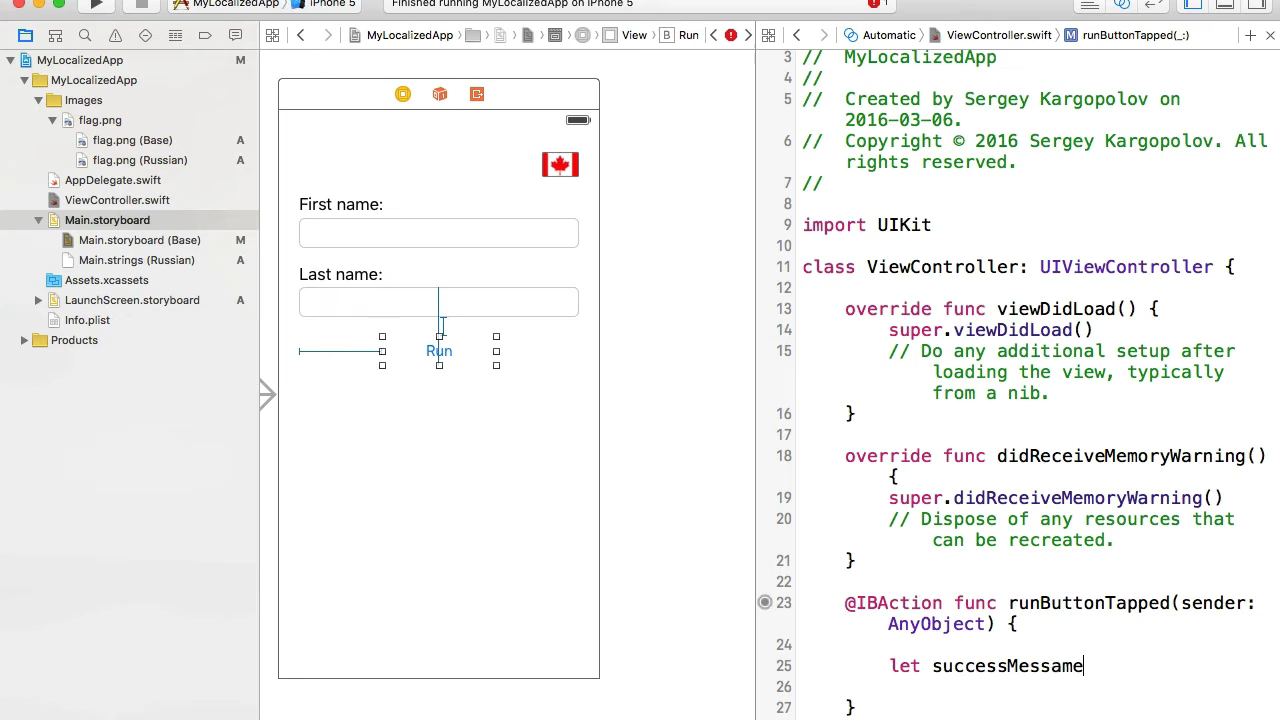 MyLocalizedApp iPhone 5 Finished running MyLocalizedApp on iPhone 5 1
MyLocalizedApp View B Run Automatic ViewController.swift M runButtonTapped(_:)
MyLocalizedApp M
MyLocalizedApp
Images
flag.png
flag.png (Base) A
flag.png (Russian) A
AppDelegate.swift
ViewController.swift
Main.storyboard
Main.storyboard (Base) M
Main.strings (Russian) A
Assets.xcassets
LaunchScreen.storyboard A
Info.plist
Products
First name:
Last name:
Run
3 // MyLocalizedApp
4 //
5 // Created by Sergey Kargopolov on
2016-03-06.
6 // Copyright © 2016 Sergey Kargopolov. All
rights reserved.
7 //
8
9 import UIKit
10
11 class ViewController: UIViewController {
12
13 override func viewDidLoad() {
14 super.viewDidLoad()
15 // Do any additional setup after
loading the view, typically
from a nib.
16 }
17
18 override func didReceiveMemoryWarning()
{
19 super.didReceiveMemoryWarning()
20 // Dispose of any resources that
can be recreated.
21 }
22
23 @IBAction func runButtonTapped(sender:
AnyObject) {
24
25 let successMessame
26
27 }